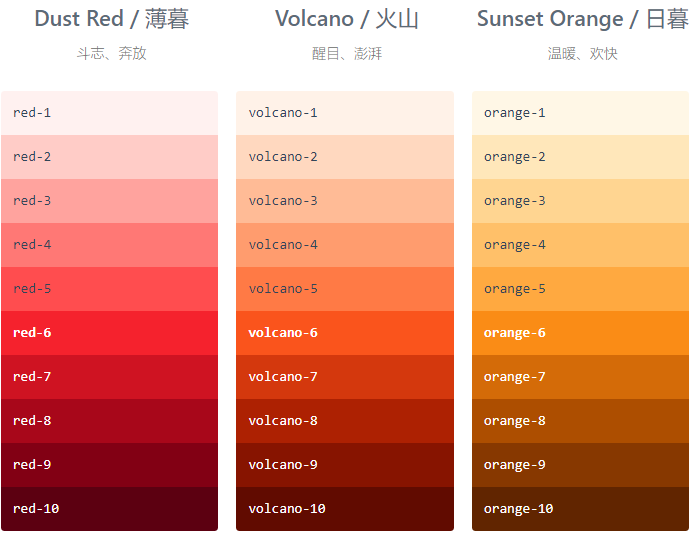 Dust Red / 薄暮
斗志、奔放
red-1
red-2
red-3
red-4
red-5
red-6
red-7
red-8
red-9
red-10
Volcano / 火山
醒目、澎湃
volcano-1
volcano-2
volcano-3
volcano-4
volcano-5
volcano-6
volcano-7
volcano-8
volcano-9
volcano-10
Sunset Orange / 日暮
温暖、欢快
orange-1
orange-2
orange-3
orange-4
orange-5
orange-6
orange-7
orange-8
orange-9
orange-10